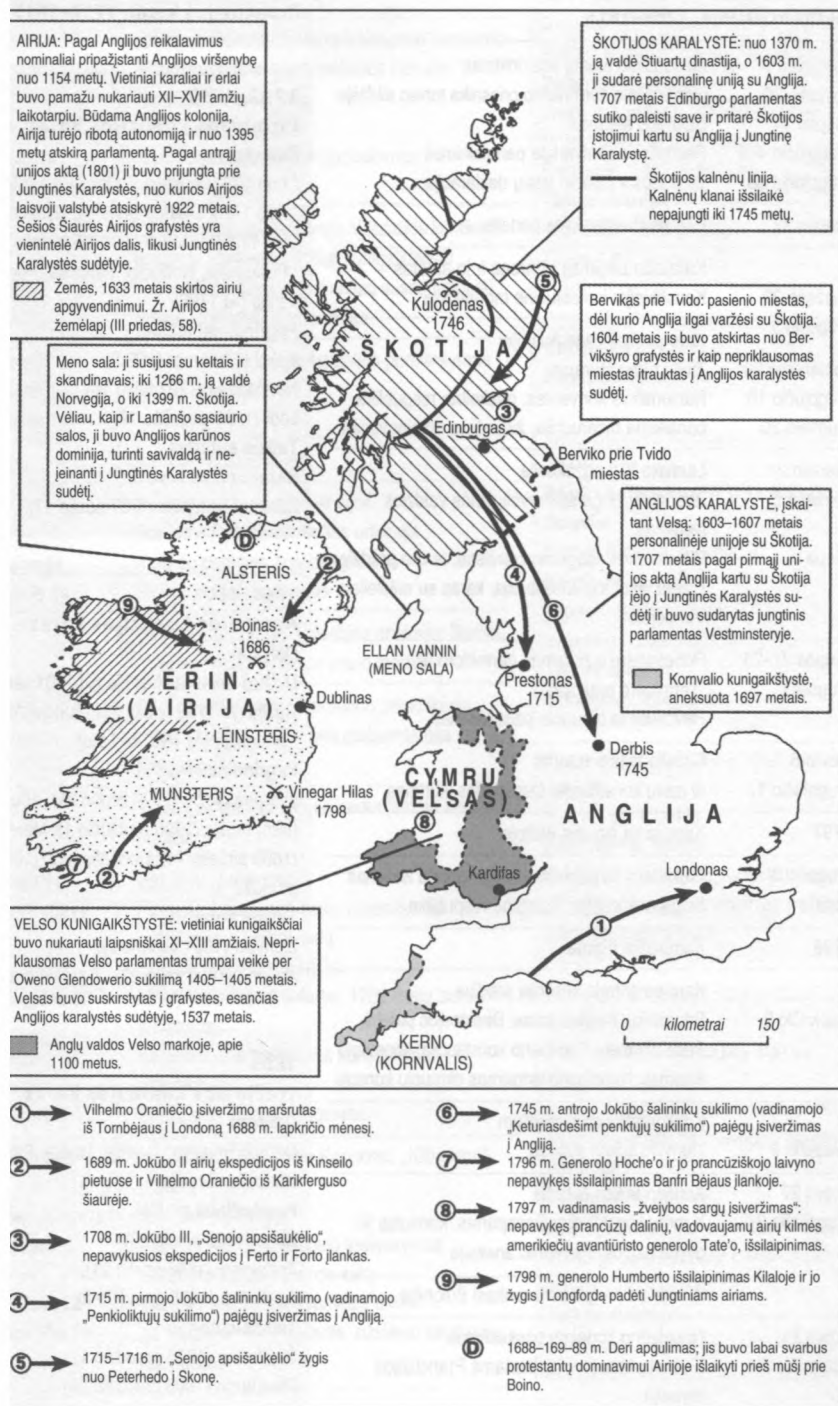 AIRIJA: Pagal Anglijos reikalavimus
nominaliai pripažįstanti Anglijos viršenybę
nuo 1154 metų. Vietiniai karaliai ir erlai
buvo pamažu nukariauti XII–XVII amžių
laikotarpiu. Būdama Anglijos kolonija,
Airija turėjo ribotą autonomiją ir nuo 1395
metų atskirą parlamentą. Pagal antrąjį
unijos aktą (1801) ji buvo prijungta prie
Jungtinės Karalystės, nuo kurios Airijos
laisvoji valstybė atsiskyrė 1922 metais.
Šešios Šiaurės Airijos grafystės yra
vienintelė Airijos dalis, likusi Jungtinės
Karalystės sudėtyje.
Žemės, 1633 metais skirtos airių
apgyvendinimui. Žr. Airijos
žemėlapį (III priedas, 58).
Meno sala: ji susijusi su keltais ir
skandinavais; iki 1266 m. ją valdė
Norvegija, o iki 1399 m. Škotija.
Vėliau, kaip ir Lamanšo sąsiaurio
salos, ji buvo Anglijos karūnos
dominija, turinti savivaldą ir ne-
įeinanti į Jungtinės Karalystės
sudėtį.
ŠKOTIJOS KARALYSTĖ: nuo 1370 m.
ją valdė Stiuartų dinastija, o 1603 m.
ji sudarė personalinę uniją su Anglija.
1707 metais Edinburgo parlamentas
sutiko paleisti save ir pritarė Škotijos
įstojimui kartu su Anglija į Jungtinę
Karalystę.
Škotijos kalnėnų linija.
Kalnėnų klanai išsilaikė
nepajungti iki 1745 metų.
Bervikas prie Tvido: pasienio miestas,
dėl kurio Anglija ilgai varžėsi su Škotija.
1604 metais jis buvo atskirtas nuo Ber-
vikšyro grafystės ir kaip nepriklausomas
miestas įtrauktas į Anglijos karalystės
sudėtį.
ANGLIJOS KARALYSTĖ, įskai-
tant Velsą: 1603–1607 metais
personalinėje unijoje su Škotija.
1707 metais pagal pirmąjį uni-
jos aktą Anglija kartu su Škotija
įėjo į Jungtinės Karalystės su-
dėtį ir buvo sudarytas jungtinis
parlamentas Vestminsteryje.
Kornvalio kunigaikštystė,
aneksuota 1697 metais.
Kulodenas
1746
ŠKOTIJA
5
3
Edinburgas
Berviko prie Tvido
miestas
D
ALSTERIS
2
4
6
9
Boinas
1686
ELLAN VANNIN
(MENO SALA)
Prestonas
1715
ERIN
(AIRIJA)
Dublinas
LEINSTERIS
Derbis
1745
CYMRU
(VELSAS)
ANGLIJA
MUNSTERIS
Vinegar Hilas
1798
8
7
2
Kardifas
Londonas
1
KERNO
(KORNVALIS)
0 kilometrai 150
VELSO KUNIGAIKŠTYSTĖ: vietiniai kunigaikščiai
buvo nukariauti laipsniškai XI–XIII amžiais. Nepri-
klausomas Velso parlamentas trumpai veikė per
Oweno Glendowerio sukilimą 1405–1405 metais.
Velsas buvo suskirstytas į grafystes, esančias
Anglijos karalystės sudėtyje, 1537 metais.
Anglų valdos Velso markoje, apie
1100 metus.
1 Vilhelmo Oraniečio įsiveržimo maršrutas
iš Tornbėjaus į Londoną 1688 m. lapkričio mėnesį.
2 1689 m. Jokūbo II airių ekspedicijos iš Kinseilo
pietuose ir Vilhelmo Oraniečio iš Karikferguso
šiaurėje.
3 1708 m. Jokūbo III, „Senojo apsišaukėlio“,
nepavykusios ekspedicijos į Ferto ir Forto įlankas.
4 1715 m. pirmojo Jokūbo šalininkų sukilimo (vadinamojo
„Penkioliktųjų sukilimo“) pajėgų įsiveržimas į Angliją.
5 1715–1716 m. „Senojo apsišaukėlio“ žygis
nuo Peterhedo į Skonę.
6 1745 m. antrojo Jokūbo šalininkų sukilimo (vadinamojo
„Keturiasdešimt penktųjų sukilimo“) pajėgų įsiveržimas
į Angliją.
7 1796 m. Generolo Hoche'o ir jo prancūziškojo laivyno
nepavykęs išsilaipinimas Banfri Bėjaus įlankoje.
8 1797 m. vadinamasis „žvejybos sargų įsiveržimas“:
nepavykęs prancūzų dalinių, vadovaujamų airių kilmės
amerikiečių avantiūristo generolo Tate'o, išsilaipinimas.
9 1798 m. generolo Humberto išsilaipinimas Kilaloje ir jo
žygis į Longfordą padėti Jungtiniams airiams.
D 1688–169-89 m. Deri apgulimas; jis buvo labai svarbus
protestantų dominavimui Airijoje išlaikyti prieš mūšį prie
Boino.